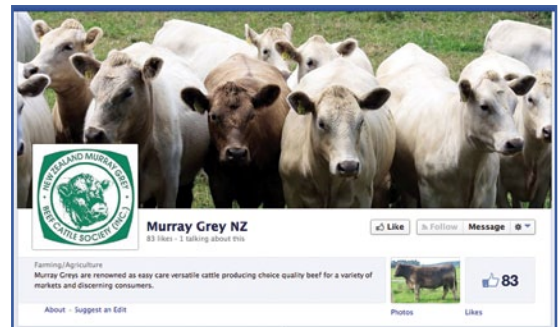 NEW ZEALAND MURRAY GREY
BEEF CATTLE SOCIETY (INC.)
Murray Grey NZ
83 likes · 1 talking about this
Like
Follow
Message
Farming/Agriculture
Murray Greys are renowned as easy care versatile cattle producing choice quality beef for a variety of
markets and discerning consumers.
About - Suggest an Edit
83
Photos
Likes